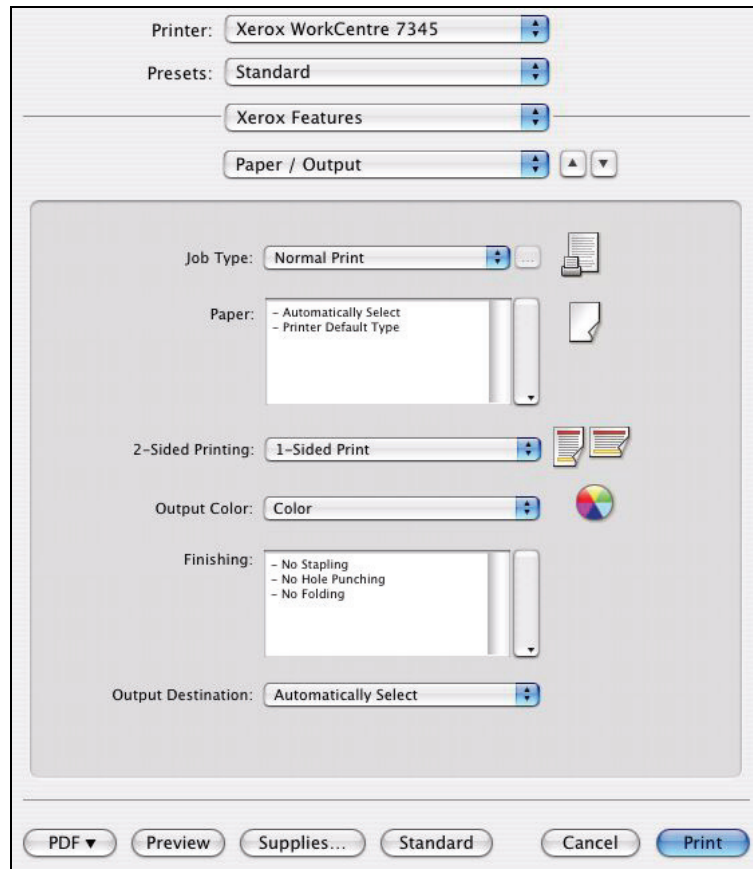 Printer: Xerox WorkCentre 7345
Presets: Standard
Xerox Features
Paper / Output
Job Type: Normal Print ...
Paper: - Automatically Select
- Printer Default Type
2-Sided Printing: 1-Sided Print
Output Color: Color
Finishing: - No Stapling
- No Hole Punching
- No Folding
Output Destination: Automatically Select
PDF Preview Supplies... Standard Cancel Print